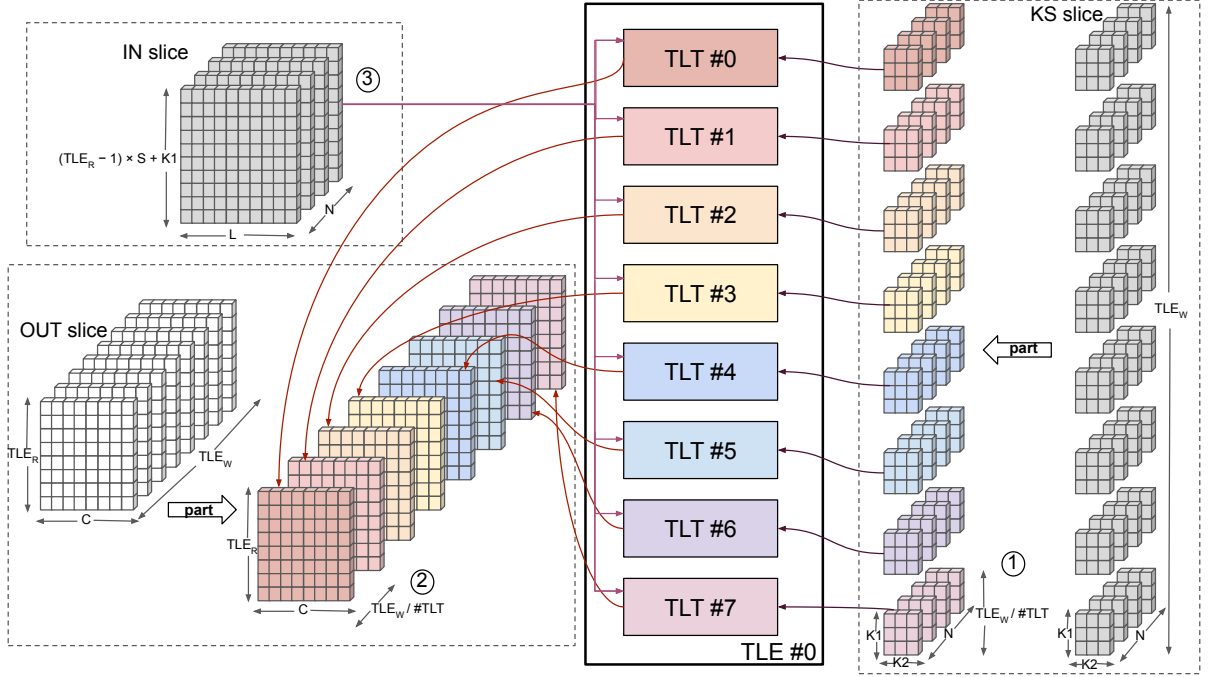 IN slice
③
(TLE_R − 1) × S + K1
L
N
OUT slice
TLE_R
C
TLE_W
part
TLE_R
C
②
TLE_W / #TLT
TLT #0
TLT #1
TLT #2
TLT #3
TLT #4
TLT #5
TLT #6
TLT #7
TLE #0
KS slice
TLE_W
part
①
TLE_W / #TLT
K1
K2
N
K1
K2
N